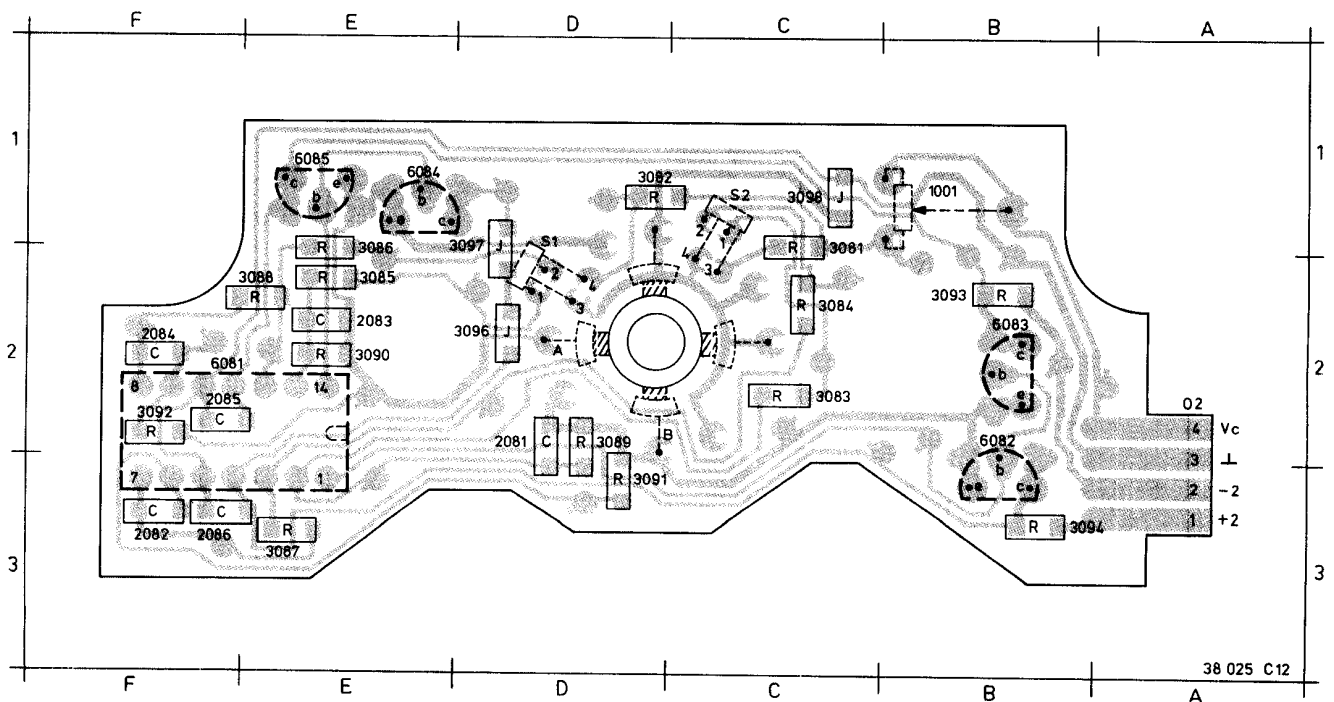 F E D C B A
1 1
6085
c b e
6084
b c
3082
R
S2
2 1
4 3
3098 J
1001
3097 J
S1
2 4
1 3
R 3086
R 3081
R 3085
3088
R
C 2083
R 3084
3093 R
3096 J
6083
c
b
e
2084
C
R 3090
6081
A
2 2
8 14
R 3083
2085
C
3092
R
2081 C
R 3089
B
02
4 Vc
6082
b
c
3 ⊥
7 1
R 3091
2 -2
C C
2082 2086
R
3087
R 3094
1 +2
3 3
38 025 C12
F E D C B A